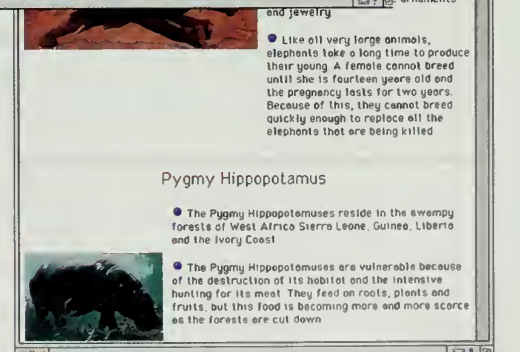 ornaments
and jewelry
Like all very large animals,
elephants take a long time to produce
their young. A female cannot breed
until she is fourteen years old and
the pregnancy lasts for two years.
Because of this, they cannot breed
quickly enough to replace all the
elephants that are being killed
Pygmy Hippopotamus
The Pygmy Hippopotamuses reside in the swampy
forests of West Africa Sierra Leone, Guinea, Liberia
and the Ivory Coast
The Pygmy Hippopotamuses are vulnerable because
of the destruction of its habitat and the intensive
hunting for its meat They feed on roots, plants and
fruits, but this food is becoming more and more scarce
as the forests are cut down